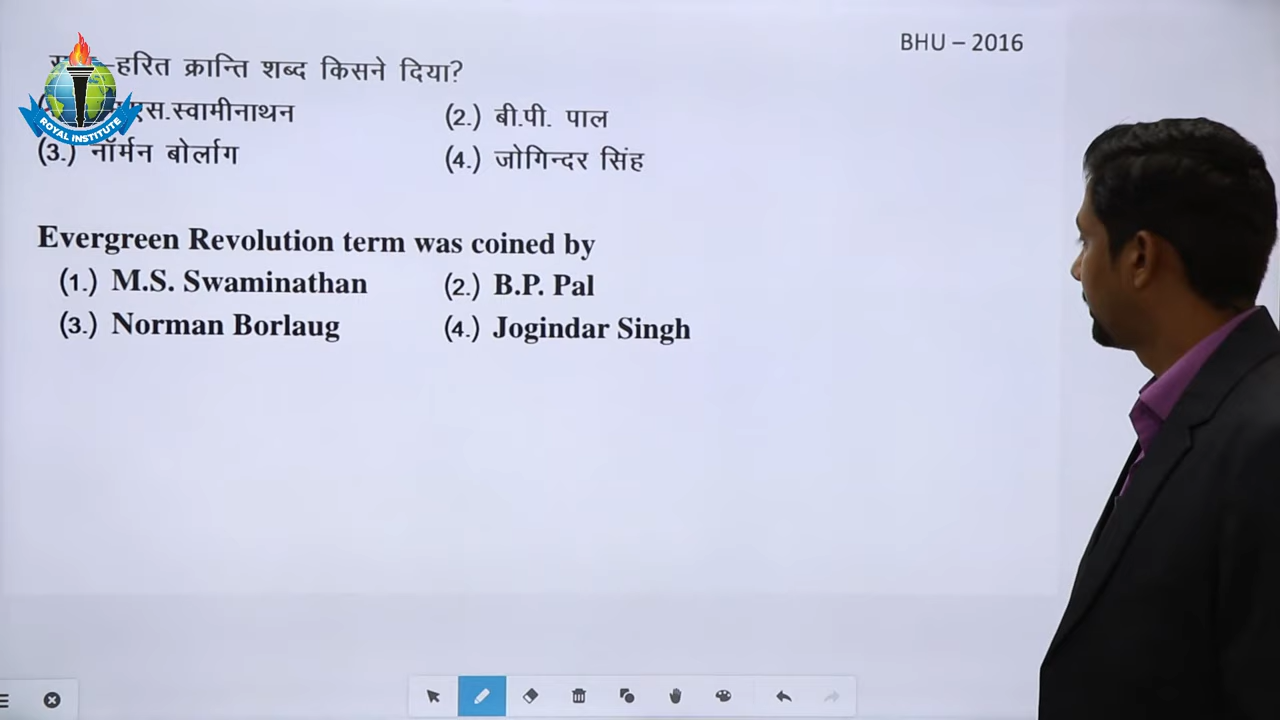 BHU – 2016
हरित क्रान्ति शब्द किसने दिया?
स्वामीनाथन (2.) बी.पी. पाल
(3.) नॉर्मन बोर्लाग (4.) जोगिन्दर सिंह
ROYAL INSTITUTE
Evergreen Revolution term was coined by
(1.) M.S. Swaminathan (2.) B.P. Pal
(3.) Norman Borlaug (4.) Jogindar Singh